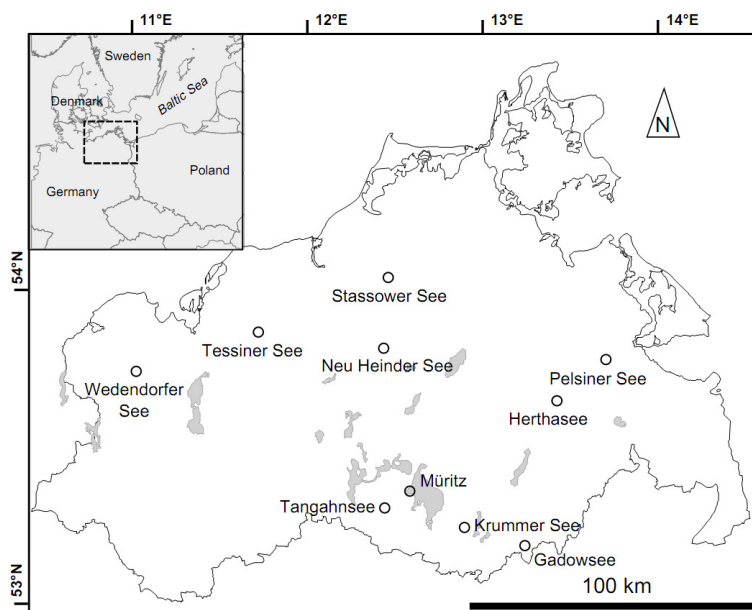 11°E
12°E
13°E
14°E
Sweden
Denmark
Baltic Sea
Poland
Germany
N
54°N
Stassower See
Tessiner See
Neu Heinder See
Pelsiner See
Wedendorfer
See
Herthasee
Müritz
Tangahnsee
Krummer See
Gadowsee
53°N
100 km